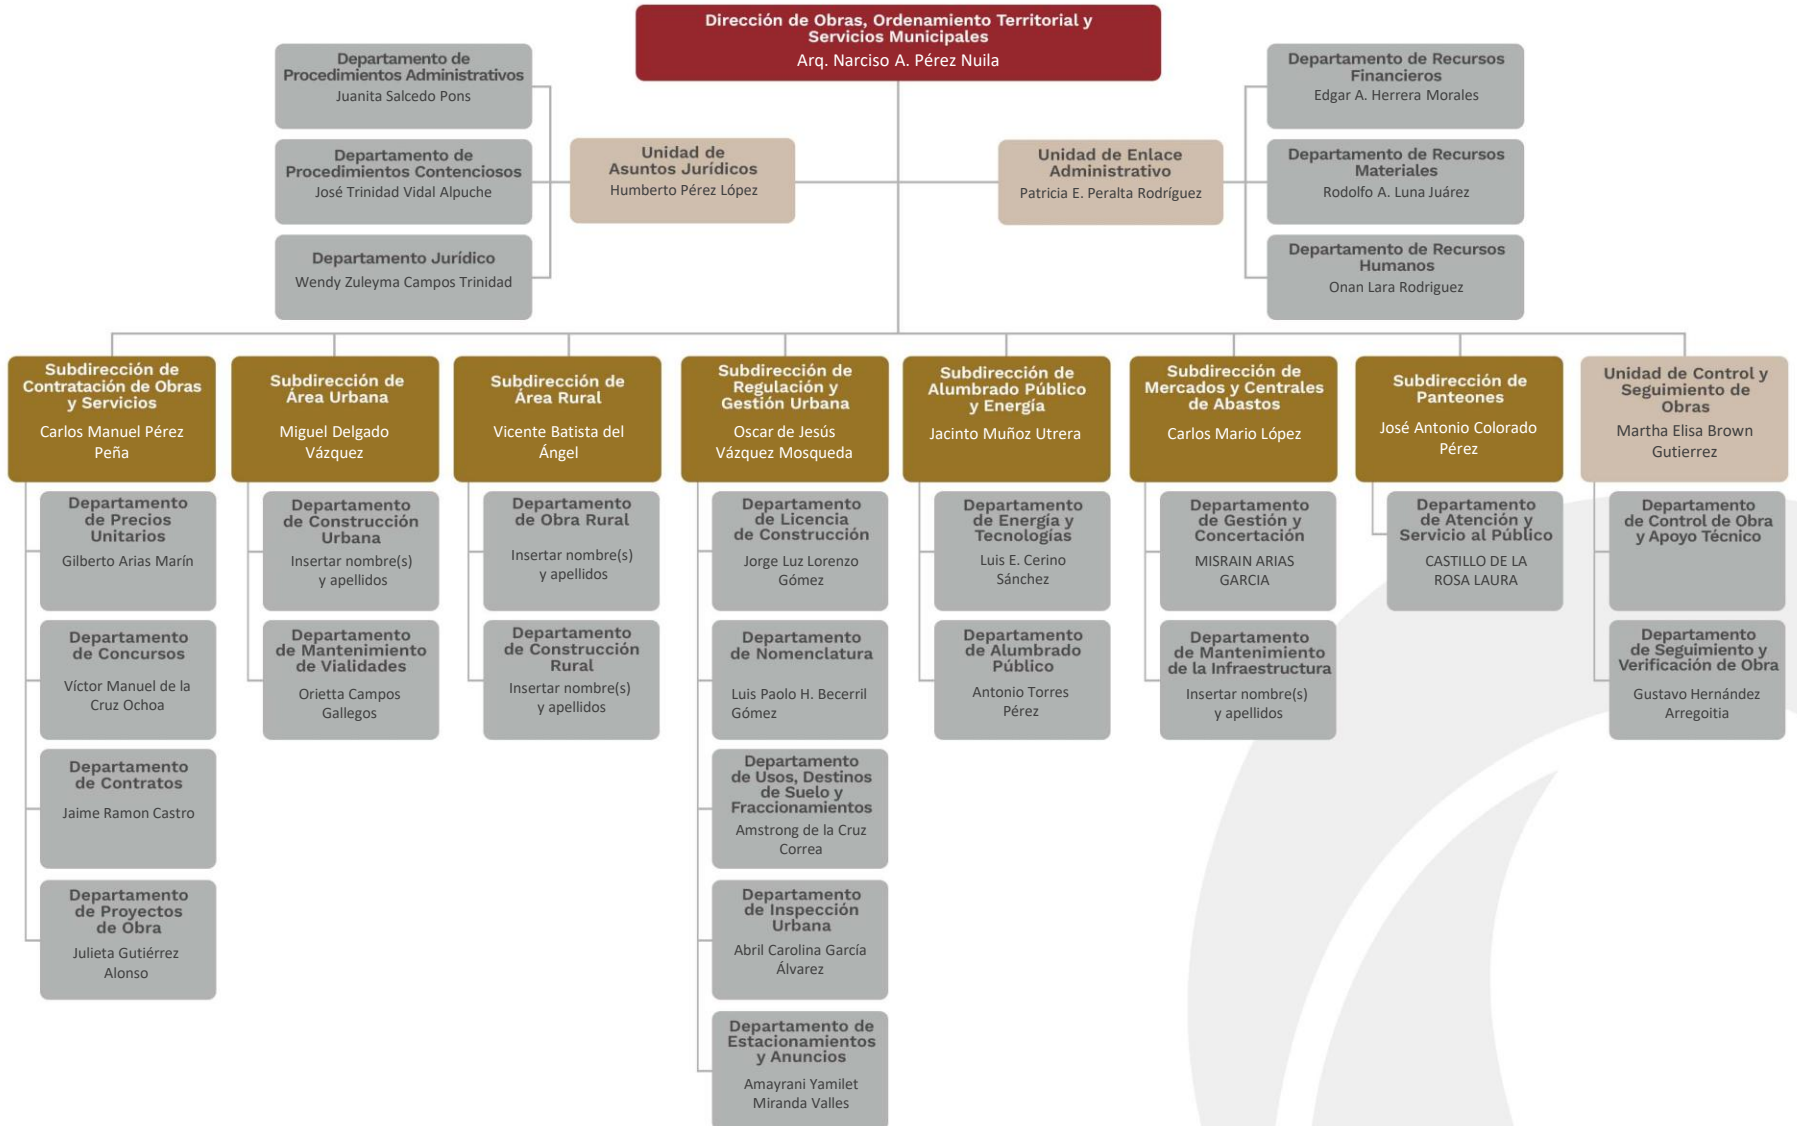 Dirección de Obras, Ordenamiento Territorial y
Servicios Municipales
Arq. Narciso A. Pérez Nuila
Departamento de
Procedimientos Administrativos
Juanita Salcedo Pons
Departamento de
Procedimientos Contenciosos
José Trinidad Vidal Alpuche
Departamento Jurídico
Wendy Zuleyma Campos Trinidad
Unidad de
Asuntos Jurídicos
Humberto Pérez López
Unidad de Enlace
Administrativo
Patricia E. Peralta Rodríguez
Departamento de Recursos
Financieros
Edgar A. Herrera Morales
Departamento de Recursos
Materiales
Rodolfo A. Luna Juárez
Departamento de Recursos
Humanos
Onan Lara Rodriguez
Subdirección de
Contratación de Obras
y Servicios
Carlos Manuel Pérez
Peña
Departamento
de Precios
Unitarios
Gilberto Arias Marín
Departamento
de Concursos
Víctor Manuel de la
Cruz Ochoa
Departamento
de Contratos
Jaime Ramon Castro
Departamento
de Proyectos
de Obra
Julieta Gutiérrez
Alonso
Subdirección de
Área Urbana
Miguel Delgado
Vázquez
Departamento
de Construcción
Urbana
Insertar nombre(s)
y apellidos
Departamento
de Mantenimiento
de Vialidades
Orietta Campos
Gallegos
Subdirección de
Área Rural
Vicente Batista del
Ángel
Departamento
de Obra Rural
Insertar nombre(s)
y apellidos
Departamento
de Construcción
Rural
Insertar nombre(s)
y apellidos
Subdirección de
Regulación y
Gestión Urbana
Oscar de Jesús
Vázquez Mosqueda
Departamento
de Licencia
de Construcción
Jorge Luz Lorenzo
Gómez
Departamento
de Nomenclatura
Luis Paolo H. Becerril
Gómez
Departamento
de Usos, Destinos
de Suelo y
Fraccionamientos
Amstrong de la Cruz
Correa
Departamento
de Inspección
Urbana
Abril Carolina García
Álvarez
Departamento de
Estacionamientos
y Anuncios
Amayrani Yamilet
Miranda Valles
Subdirección de
Alumbrado Público
y Energía
Jacinto Muñoz Utrera
Departamento
de Energía y
Tecnologías
Luis E. Cerino
Sánchez
Departamento
de Alumbrado
Público
Antonio Torres
Pérez
Subdirección de
Mercados y Centrales
de Abastos
Carlos Mario López
Departamento
de Gestión y
Concertación
MISRAIN ARIAS
GARCIA
Departamento
de Mantenimiento
de la Infraestructura
Insertar nombre(s)
y apellidos
Subdirección de
Panteones
José Antonio Colorado
Pérez
Departamento
de Atención y
Servicio al Público
CASTILLO DE LA
ROSA LAURA
Unidad de Control y
Seguimiento de
Obras
Martha Elisa Brown
Gutierrez
Departamento
de Control de Obra
y Apoyo Técnico
Departamento
de Seguimiento y
Verificación de Obra
Gustavo Hernández
Arregoitia